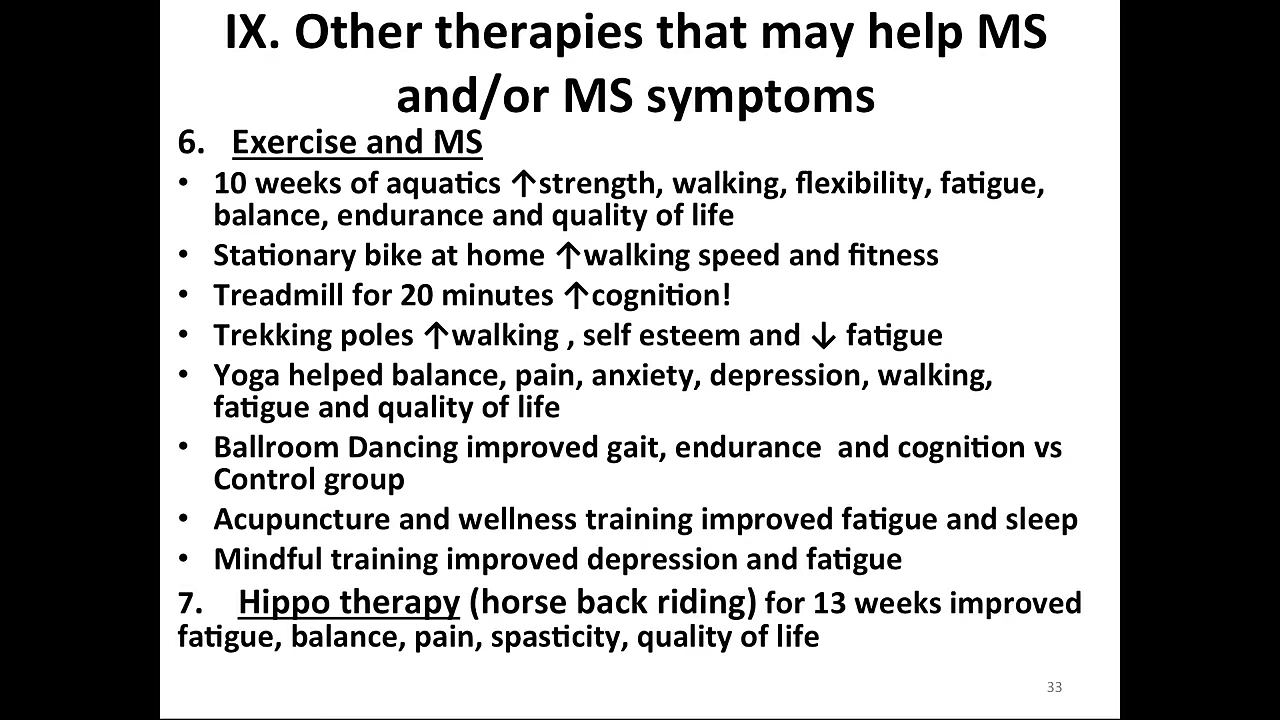 IX. Other therapies that may help MS
and/or MS symptoms
6. Exercise and MS
• 10 weeks of aquatics ↑strength, walking, flexibility, fatigue,
balance, endurance and quality of life
• Stationary bike at home ↑walking speed and fitness
• Treadmill for 20 minutes ↑cognition!
• Trekking poles ↑walking , self esteem and ↓ fatigue
• Yoga helped balance, pain, anxiety, depression, walking,
fatigue and quality of life
• Ballroom Dancing improved gait, endurance  and cognition vs
Control group
• Acupuncture and wellness training improved fatigue and sleep
• Mindful training improved depression and fatigue
7. Hippo therapy (horse back riding) for 13 weeks improved
fatigue, balance, pain, spasticity, quality of life
33